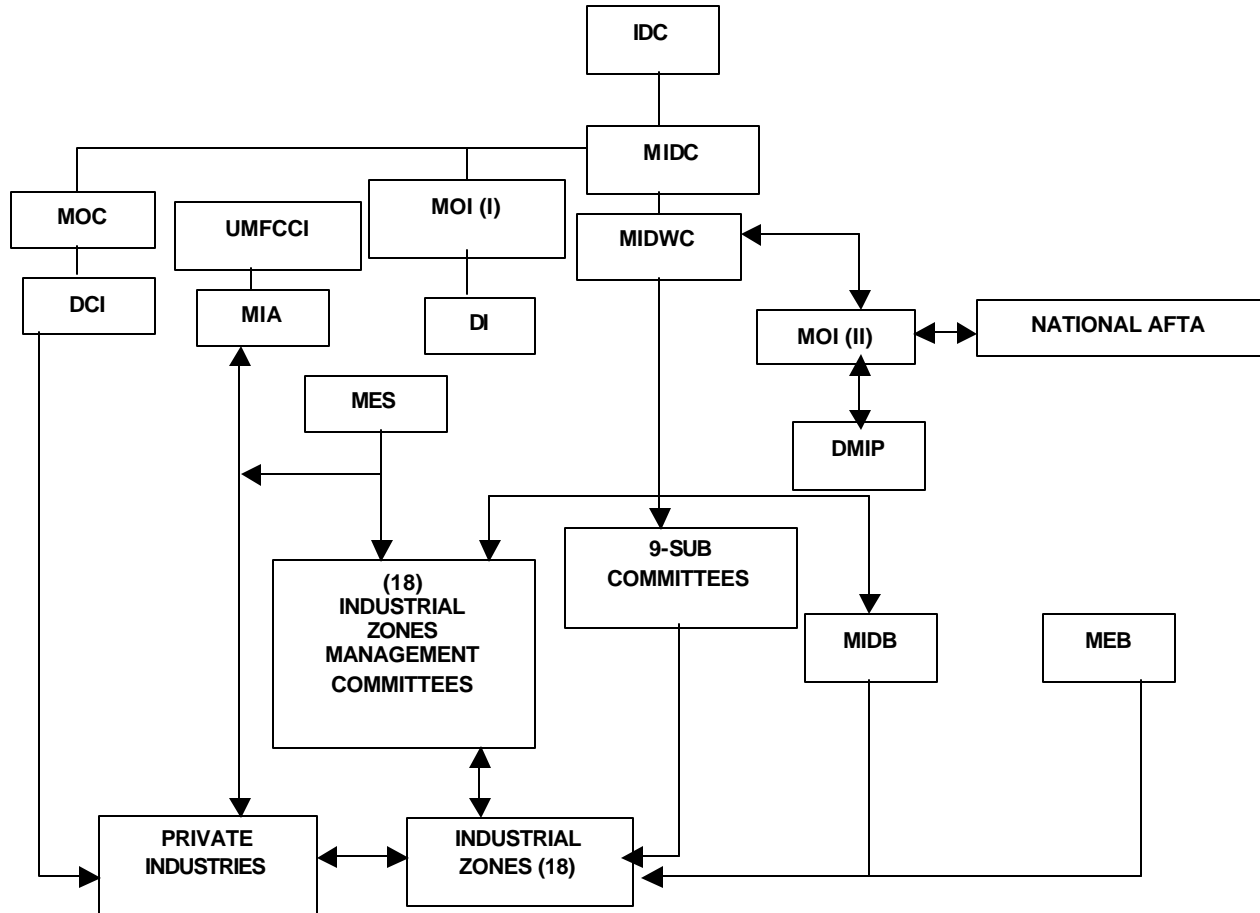 IDC
MIDC
MOC
UMFCCI
MOI (I)
MIDWC
DCI
MIA
DI
MOI (II)
NATIONAL AFTA
MES
DMIP
(18)
INDUSTRIAL
ZONES
MANAGEMENT
COMMITTEES
9-SUB
COMMITTEES
MIDB
MEB
PRIVATE
INDUSTRIES
INDUSTRIAL
ZONES (18)